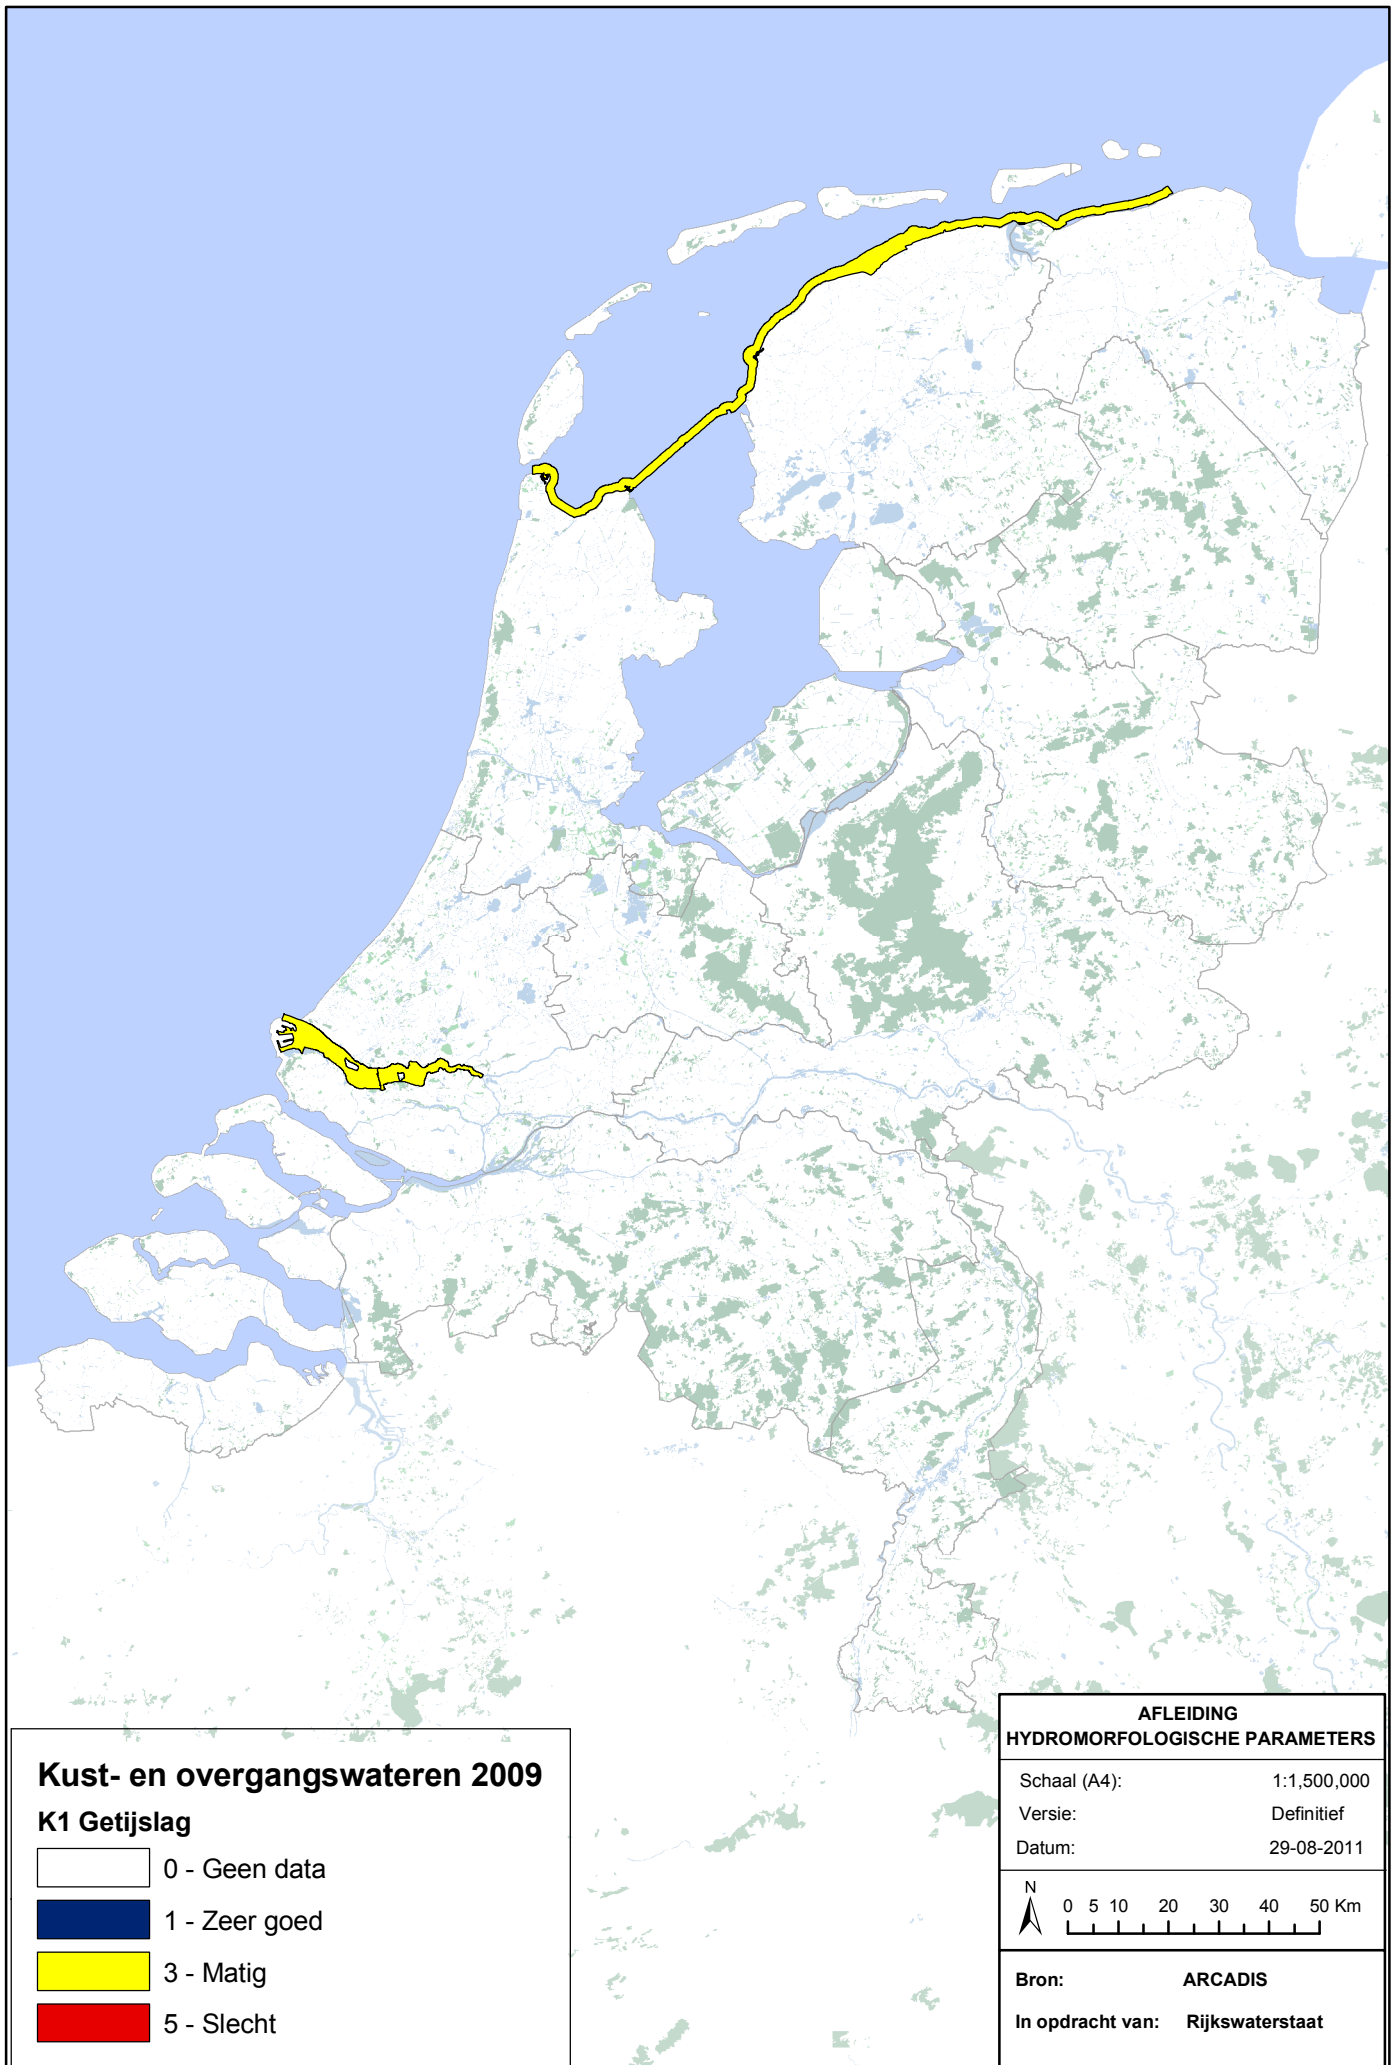 Kust- en overgangswateren 2009
K1 Getijslag
0 - Geen data
1 - Zeer goed
3 - Matig
5 - Slecht
AFLEIDING
HYDROMORFOLOGISCHE PARAMETERS
Schaal (A4): 1:1,500,000
Versie: Definitief
Datum: 29-08-2011
N
0 5 10 20 30 40 50 Km
Bron: ARCADIS
In opdracht van: Rijkswaterstaat